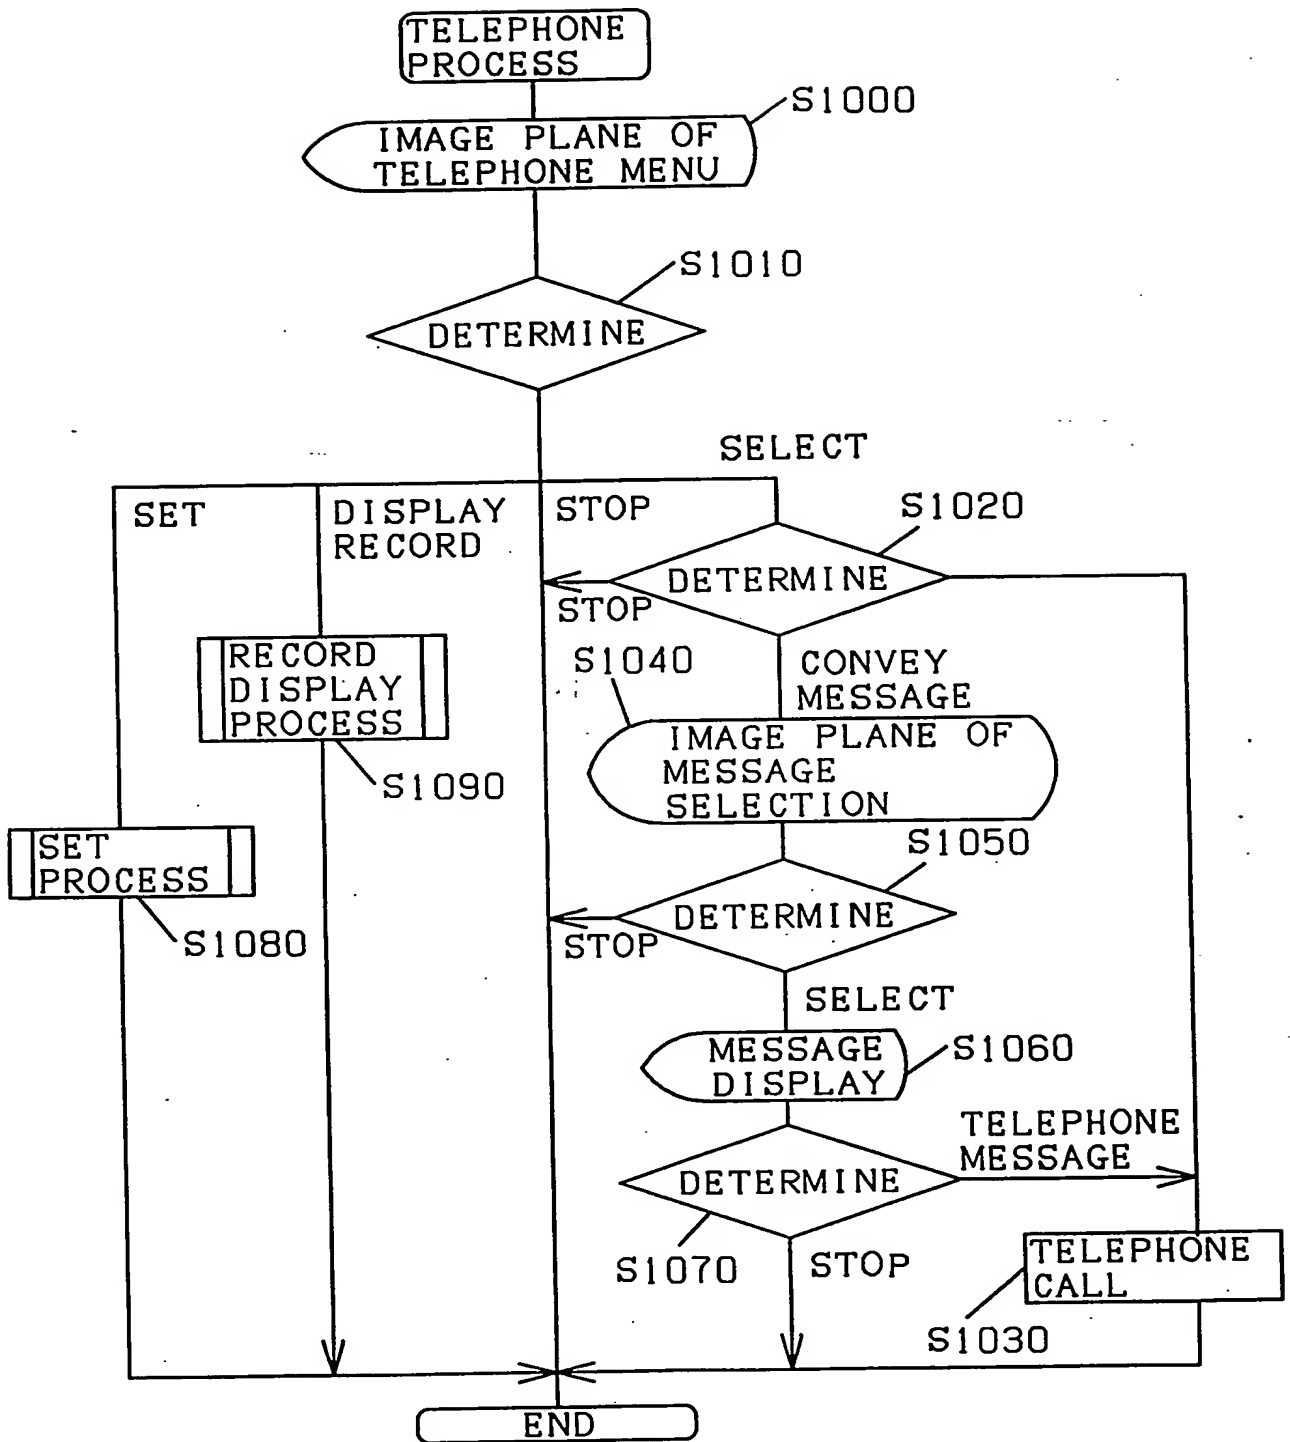 TELEPHONE
PROCESS
S1000
IMAGE PLANE OF
TELEPHONE MENU
S1010
DETERMINE
SELECT
SET
DISPLAY
RECORD
STOP
S1020
DETERMINE
STOP
RECORD
DISPLAY
PROCESS
S1040
CONVEY
MESSAGE
IMAGE PLANE OF
MESSAGE
SELECTION
S1090
SET
PROCESS
S1050
DETERMINE
STOP
S1080
SELECT
MESSAGE
DISPLAY
S1060
TELEPHONE
MESSAGE
DETERMINE
S1070
STOP
TELEPHONE
CALL
S1030
END